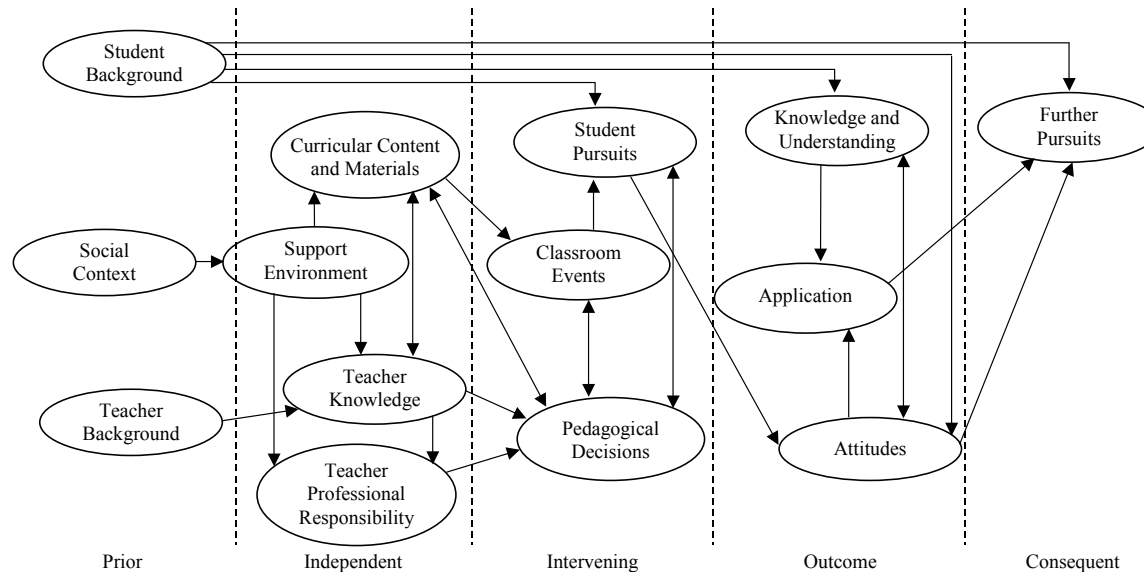 Student
Background
Curricular Content
and Materials
Student
Pursuits
Knowledge and
Understanding
Further
Pursuits
Social
Context
Support
Environment
Classroom
Events
Application
Teacher
Background
Teacher
Knowledge
Pedagogical
Decisions
Attitudes
Teacher
Professional
Responsibility
Prior
Independent
Intervening
Outcome
Consequent